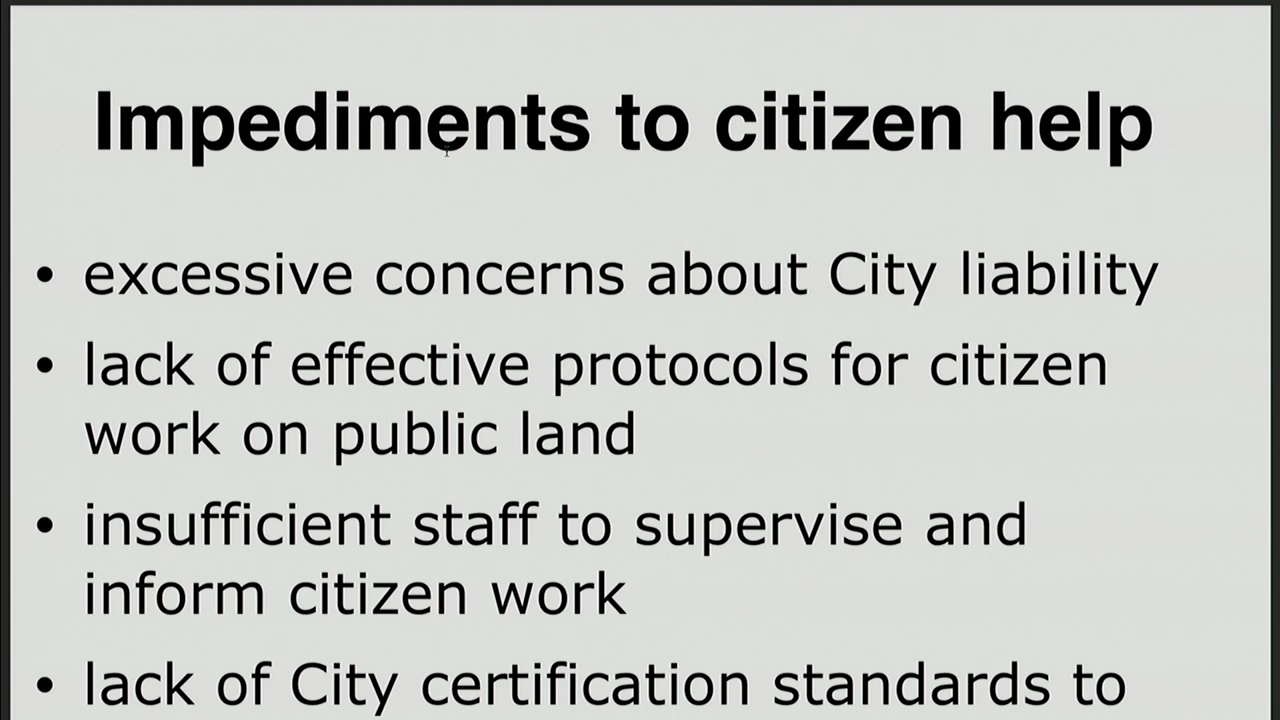 Impediments to citizen help
• excessive concerns about City liability
• lack of effective protocols for citizen
work on public land
• insufficient staff to supervise and
inform citizen work
• lack of City certification standards to